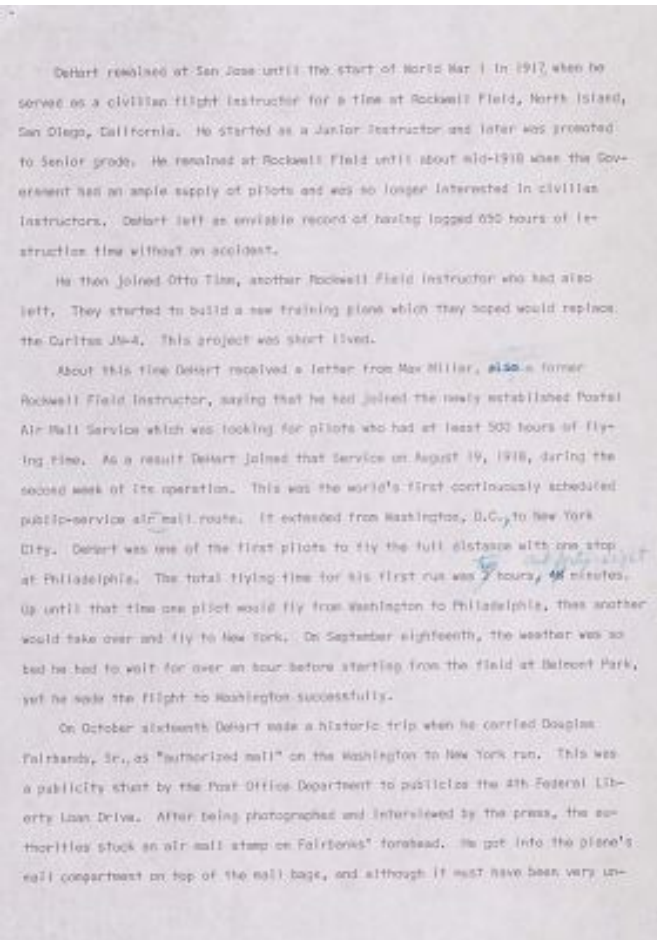 DeHart remained at San Jose until the start of World War I in 1917, when he
served as a civilian flight instructor for a time at Rockwell Field, North Island,
San Diego, California. He started as a Junior instructor and later was promoted
to Senior grade. He remained at Rockwell Field until about mid-1918 when the Gov-
ernment had an ample supply of pilots and was no longer interested in civilian
instructors. DeHart left an enviable record of having logged 690 hours of in-
struction time without an accident.
He then joined Otto Timm, another Rockwell Field instructor who had also
left. They started to build a new training plane which they hoped would replace
the Curtiss JN-4. This project was short lived.
About this time DeHart received a letter from Max Miller, also a former
Rockwell Field instructor, saying that he had joined the newly established Postal
Air Mail Service which was looking for pilots who had at least 500 hours of fly-
ing time. As a result DeHart joined that Service on August 19, 1918, during the
second week of its operation. This was the world's first continuously scheduled
public-service air mail route. It extended from Washington, D.C., to New York
City. DeHart was one of the first pilots to fly the full distance with one stop
at Philadelphia. The total flying time for his first run was hours, minutes.
Up until that time one pilot would fly from Washington to Philadelphia, then another
would take over and fly to New York. On September eighteenth, the weather was so
bad he had to wait for over an hour before starting from the field at Belmont Park,
yet he made the flight to Washington successfully.
On October sixteenth DeHart made a historic trip when he carried Douglas
Fairbands, Sr., as "authorized mail" on the Washington to New York run. This was
a publicity stunt by the Post Office Department to publicize the 4th Federal Lib-
erty Loan Drive. After being photographed and interviewed by the press, the au-
thorities stuck an air mail stamp on Fairbanks' forehead. He got into the plane's
mail compartment on top of the mail bags, and although it must have been very un-